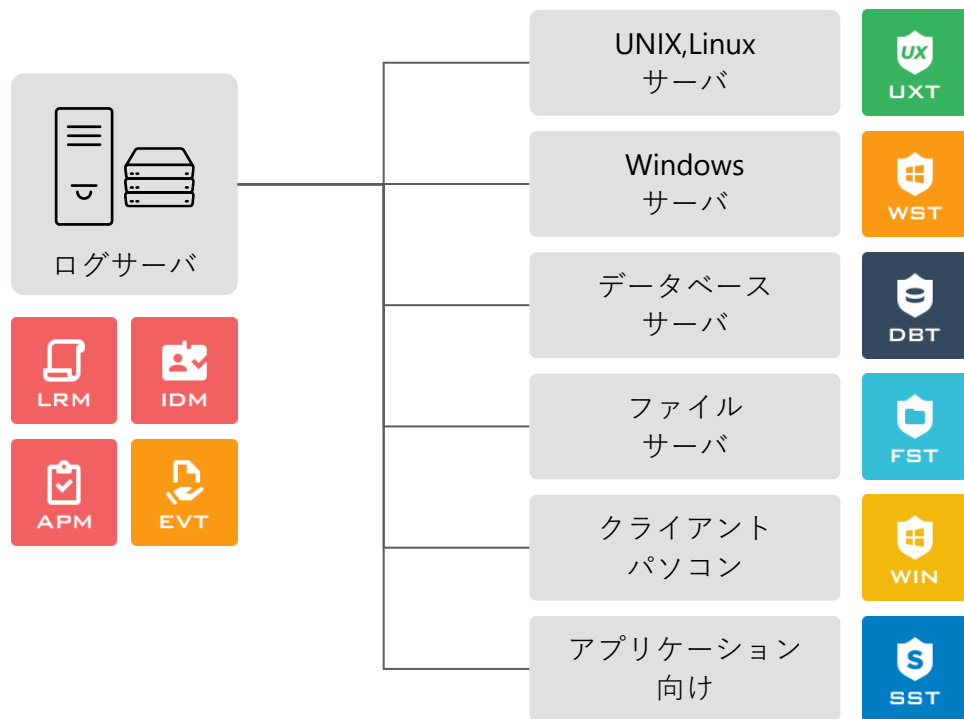 ログサーバ
LRM
IDM
APM
EVT
UNIX,Linux
サーバ
UX
UXT
Windows
サーバ
WST
データベース
サーバ
DBT
ファイル
サーバ
FST
クライアント
パソコン
WIN
アプリケーション
向け
S
SST